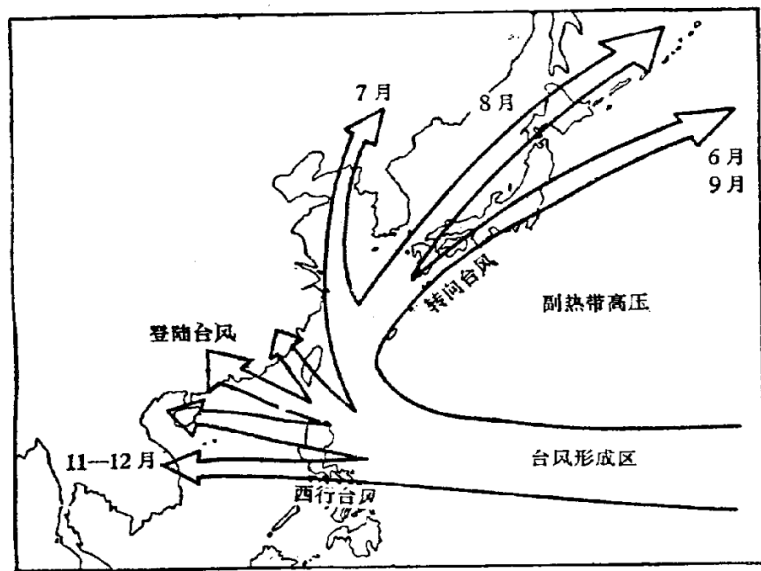 7月
8月
6月
9月
转向台风
副热带高压
登陆台风
11—12月
台风形成区
西行台风